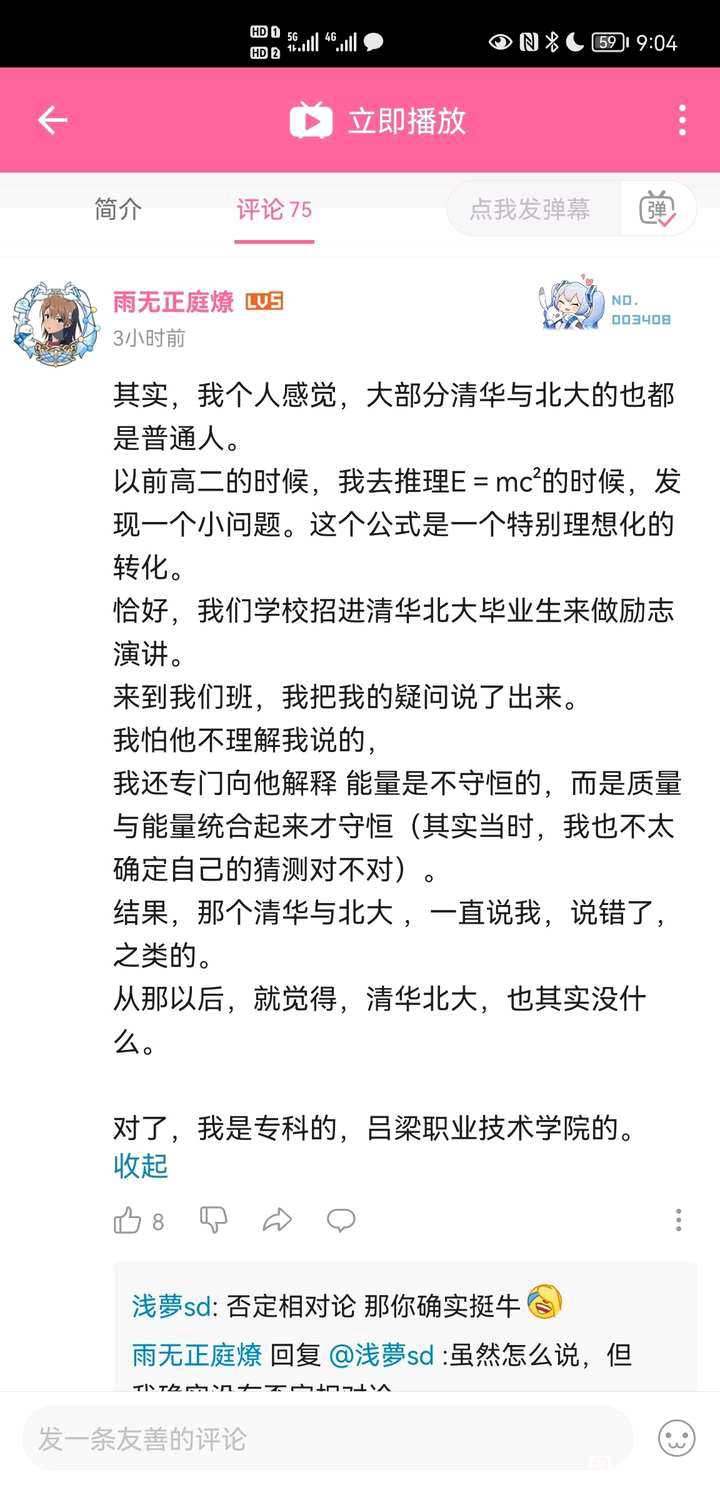 HD 1 5G 4G 59 9:04
HD 2
立即播放
简介 评论 75 点我发弹幕 弹
雨无正庭燎 LV5 NO.
003408
3小时前
其实，我个人感觉，大部分清华与北大的也都
是普通人。
以前高二的时候，我去推理E = mc²的时候，发
现一个小问题。这个公式是一个特别理想化的
转化。
恰好，我们学校招进清华北大毕业生来做励志
演讲。
来到我们班，我把我的疑问说了出来。
我怕他不理解我说的，
我还专门向他解释 能量是不守恒的，而是质量
与能量统合起来才守恒（其实当时，我也不太
确定自己的猜测对不对）。
结果，那个清华与北大 ，一直说我，说错了，
之类的。
从那以后，就觉得，清华北大，也其实没什
么。
对了，我是专科的，吕梁职业技术学院的。
收起
8
浅夢sd: 否定相对论 那你确实挺牛
雨无正庭燎 回复 @浅夢sd :虽然怎么说，但
我确实没有否定相对论
发一条友善的评论